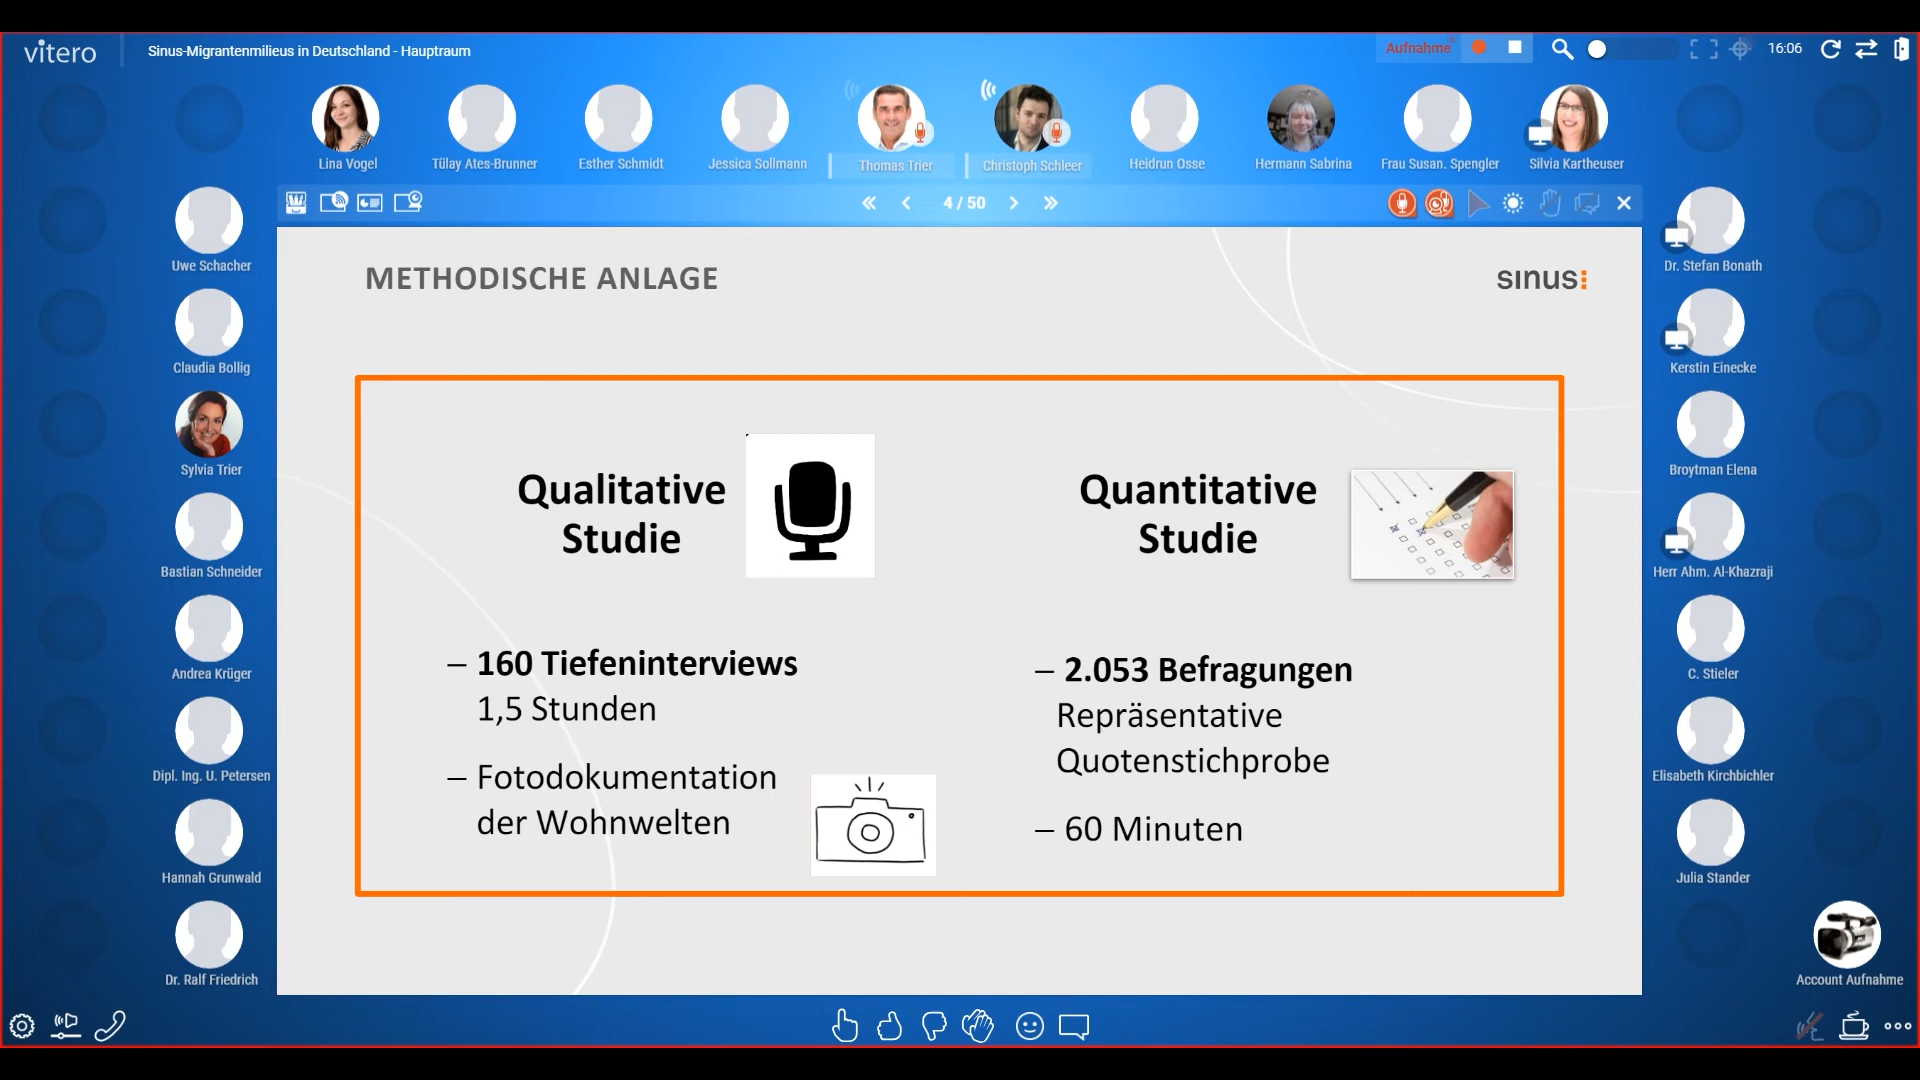 vitero
Sinus-Migrantenmilieus in Deutschland - Hauptraum
Aufnahme
16:06
Lina Vogel
Tülay Ates-Brunner
Esther Schmidt
Jessica Sollmann
Thomas Trier
Christoph Schleer
Heidrun Osse
Hermann Sabrina
Frau Susan. Spengler
Silvia Kartheuser
4 / 50
Uwe Schacher
Claudia Bollig
Sylvia Trier
Bastian Schneider
Andrea Krüger
Dipl. Ing. U. Petersen
Hannah Grunwald
Dr. Ralf Friedrich
METHODISCHE ANLAGE
sinus:
Qualitative
Studie
– 160 Tiefeninterviews
1,5 Stunden
– Fotodokumentation
der Wohnwelten
Quantitative
Studie
– 2.053 Befragungen
Repräsentative
Quotenstichprobe
– 60 Minuten
Dr. Stefan Bonath
Kerstin Einecke
Broytman Elena
Herr Ahm. Al-Khazraji
C. Stieler
Elisabeth Kirchbichler
Julia Stander
Account Aufnahme